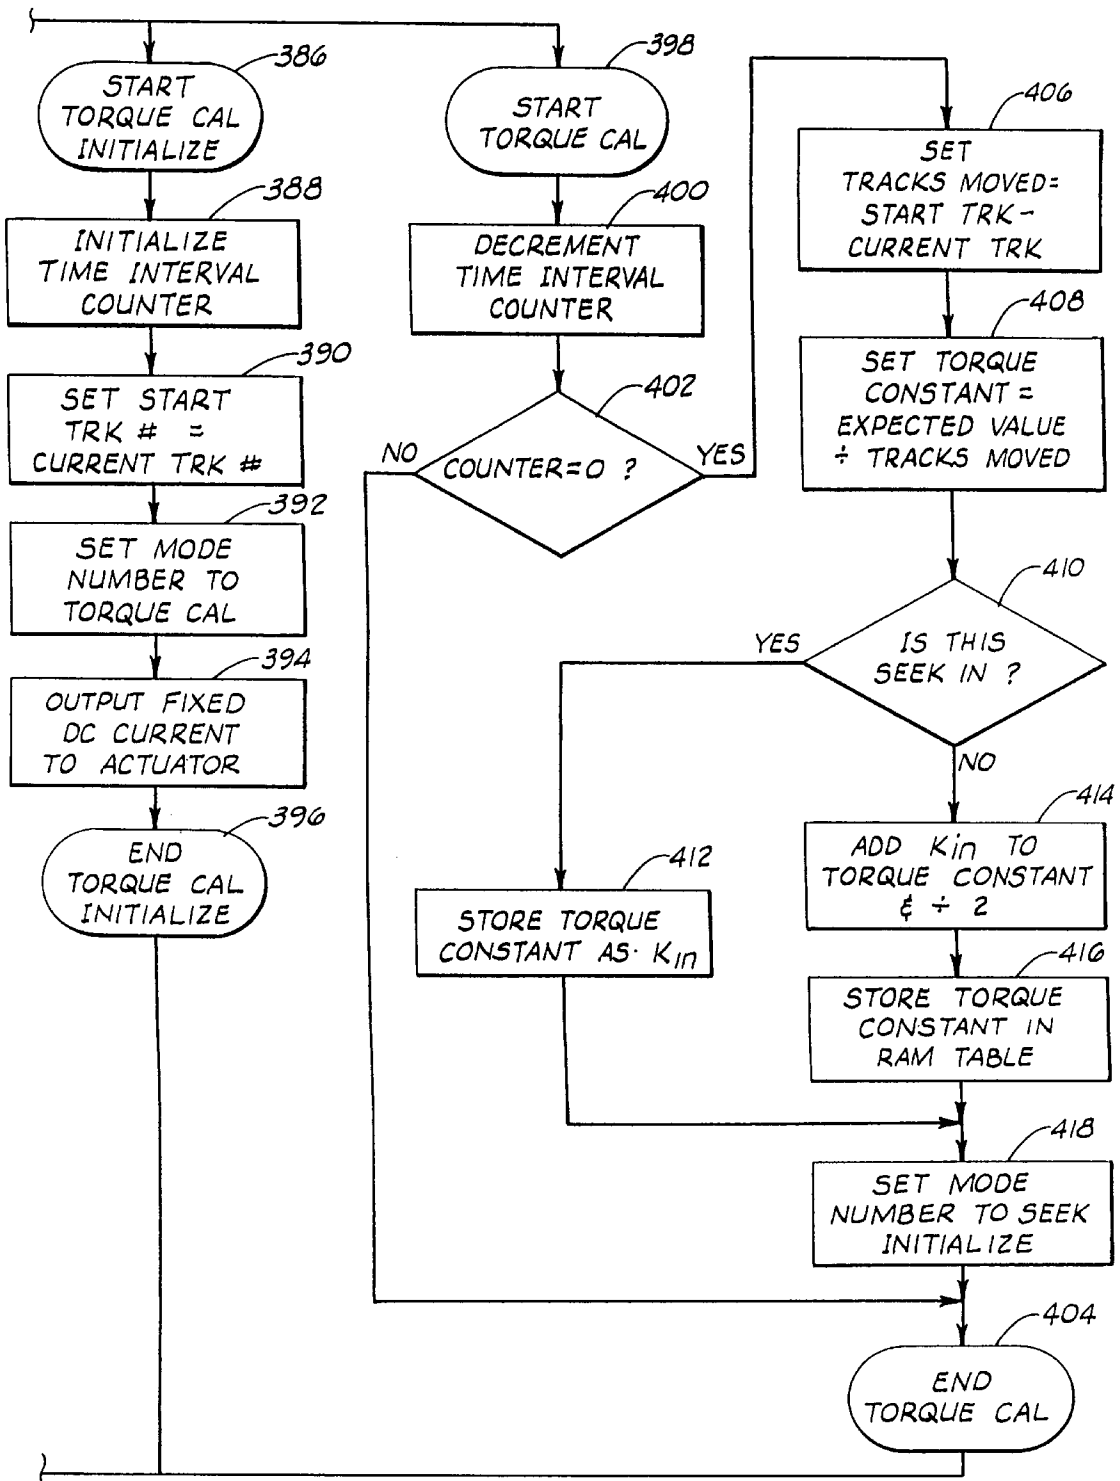 386
START
TORQUE CAL
INITIALIZE
388
INITIALIZE
TIME INTERVAL
COUNTER
390
SET START
TRK # =
CURRENT TRK #
392
SET MODE
NUMBER TO
TORQUE CAL
394
OUTPUT FIXED
DC CURRENT
TO ACTUATOR
396
END
TORQUE CAL
INITIALIZE
398
START
TORQUE CAL
400
DECREMENT
TIME INTERVAL
COUNTER
402
NO
COUNTER=0 ?
YES
406
SET
TRACKS MOVED=
START TRK-
CURRENT TRK
408
SET TORQUE
CONSTANT =
EXPECTED VALUE
÷ TRACKS MOVED
410
YES
IS THIS
SEEK IN ?
NO
412
STORE TORQUE
CONSTANT AS Kin
414
ADD Kin TO
TORQUE CONSTANT
& ÷ 2
416
STORE TORQUE
CONSTANT IN
RAM TABLE
418
SET MODE
NUMBER TO SEEK
INITIALIZE
404
END
TORQUE CAL